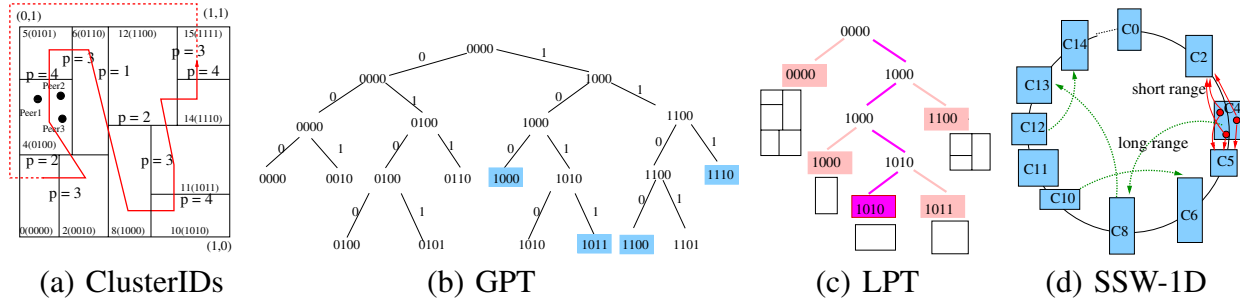 (0,1)
(1,1)
5(0101)
6(0110)
12(1100)
15(1111)
p = 3
p = 3
p = 1
p = 4
p = 4
Peer2
Peer1
Peer3
p = 2
14(1110)
4(0100)
p = 2
p = 3
p = 3
11(1011)
p = 4
0(0000)
2(0010)
8(1000)
10(1010)
(1,0)
(a) ClusterIDs
0000
0
1
0000
1000
0
1
0
1
0000
0100
1000
1100
0
1
0
1
0
1
0
1
0000
0010
0100
0110
1000
1010
1100
1110
0
1
0
1
0
1
0100
0101
1010
1011
1100
1101
(b) GPT
0000
0000
1000
1000
1100
1000
1010
1010
1011
(c) LPT
C0
C14
C2
C13
short range
C4
C12
long range
C5
C11
C10
C6
C8
(d) SSW-1D